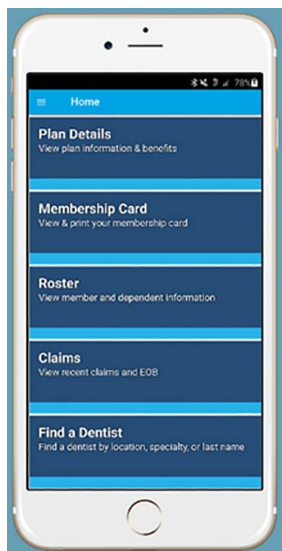 78%
Home
Plan Details
View plan information & benefits
Membership Card
View & print your membership card
Roster
View member and dependent information
Claims
View recent claims and EOB
Find a Dentist
Find a dentist by location, specialty, or last name